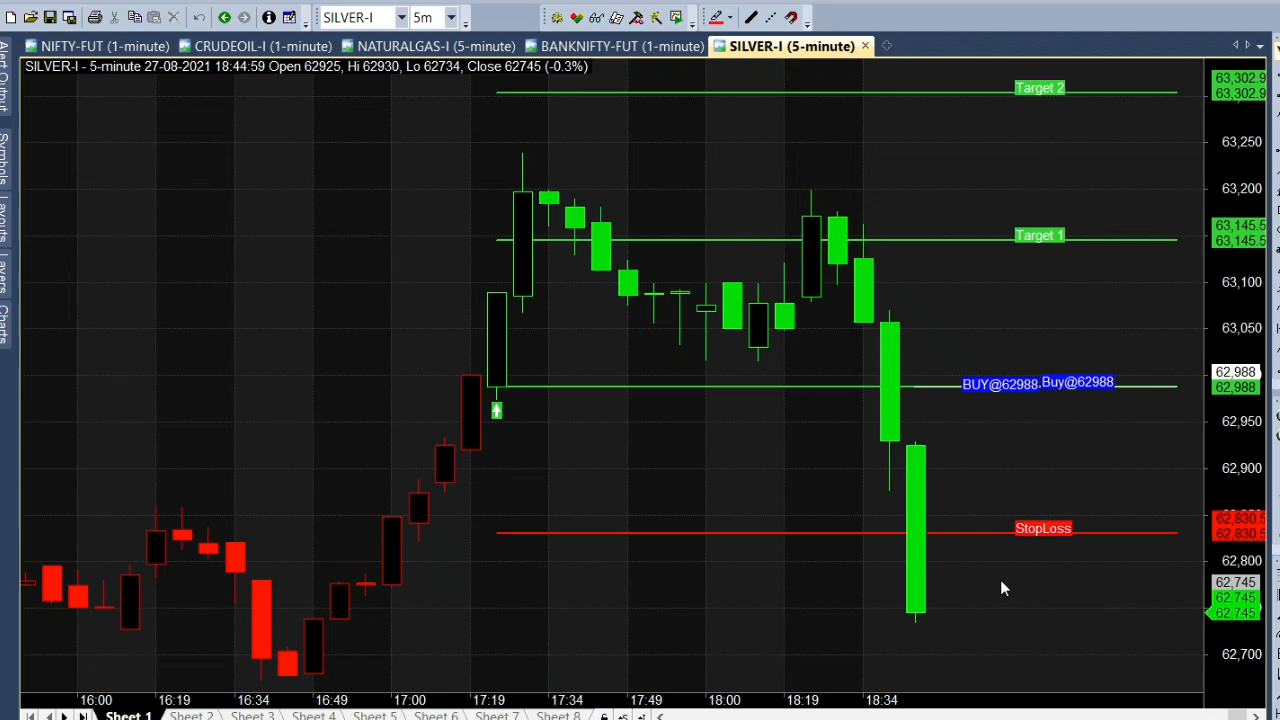 SILVER-I 5m
NIFTY-FUT (1-minute) CRUDEOIL-I (1-minute) NATURALGAS-I (5-minute) BANKNIFTY-FUT (1-minute) SILVER-I (5-minute)
SILVER-I - 5-minute 27-08-2021 18:44:59 Open 62925, Hi 62930, Lo 62734, Close 62745 (-0.3%)
Alert Output
Symbols
Layouts
Layers
Charts
Target 2
63,302.9
63,302.9
63,250
63,200
Target 1
63,145.5
63,145.5
63,100
63,050
62,988
BUY@62988 Buy@62988
62,988
62,950
62,900
StopLoss
62,830.5
62,830.5
62,800
62,745
62,745
62,745
62,700
16:00 16:19 16:34 16:49 17:00 17:19 17:34 17:49 18:00 18:19 18:34
Sheet 1 Sheet 2 Sheet 3 Sheet 4 Sheet 5 Sheet 6 Sheet 7 Sheet 8